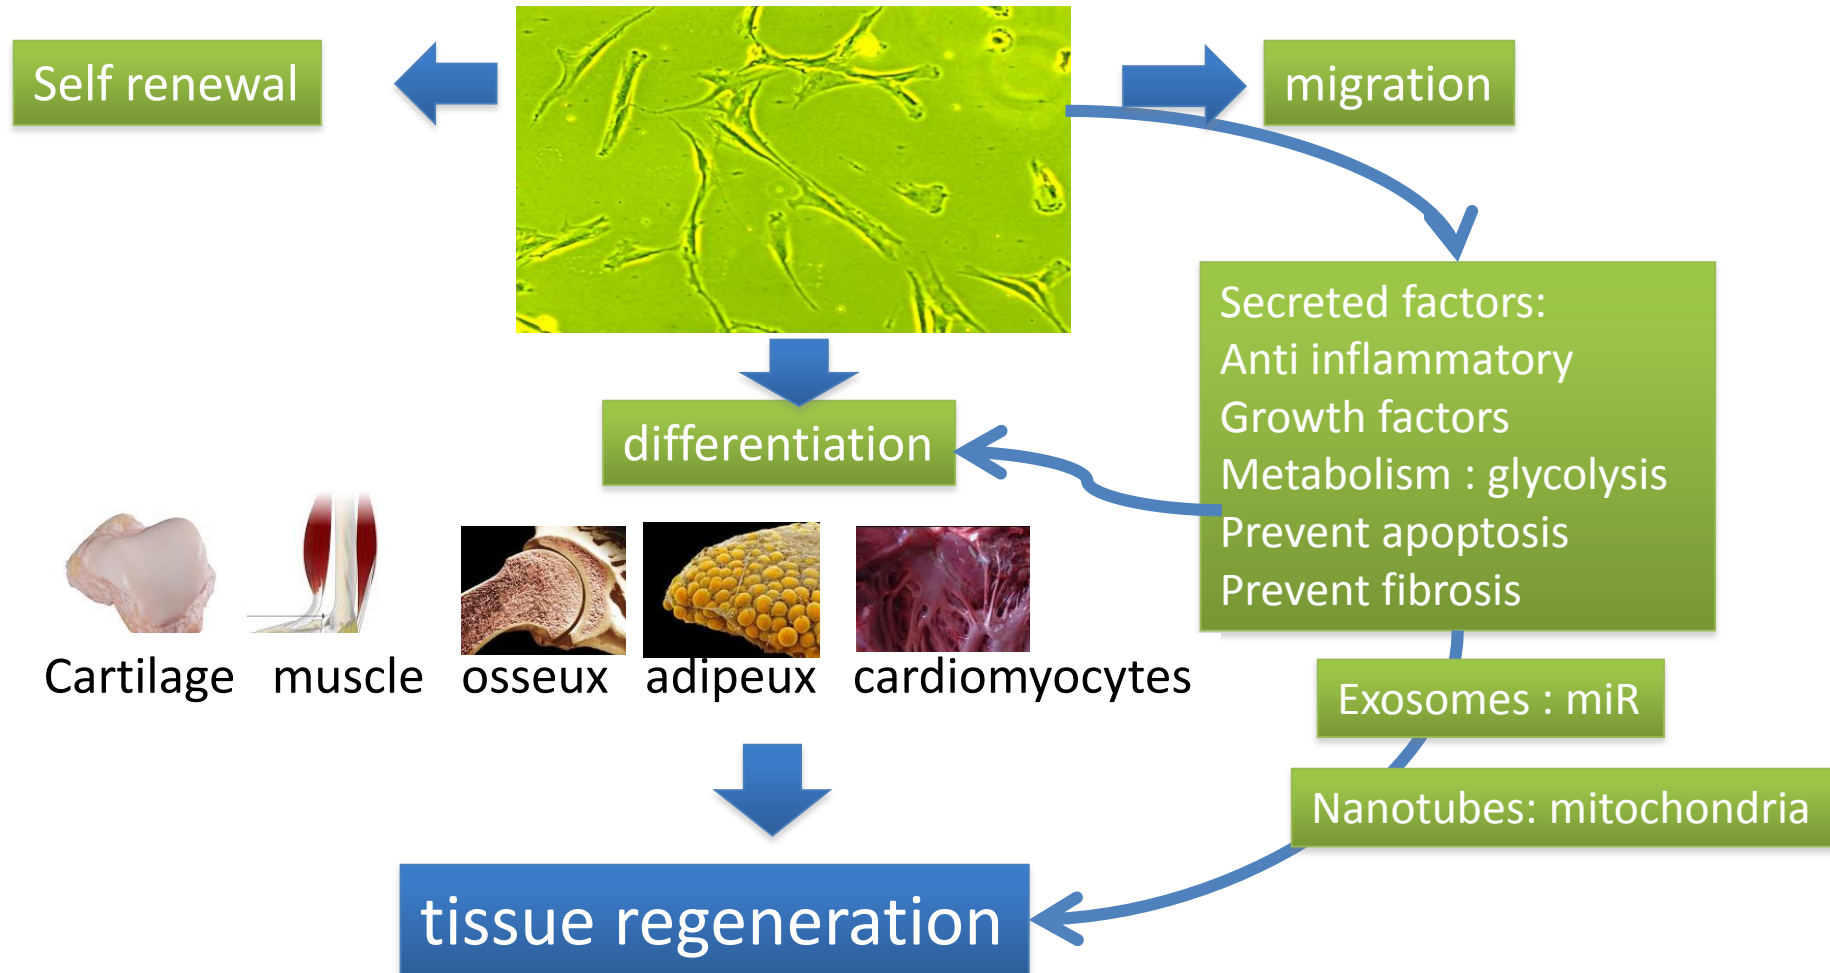 Self renewal
migration
Secreted factors:
Anti inflammatory
Growth factors
Metabolism : glycolysis
Prevent apoptosis
Prevent fibrosis
differentiation
Cartilage
muscle
osseux
adipeux
cardiomyocytes
Exosomes : miR
Nanotubes: mitochondria
tissue regeneration